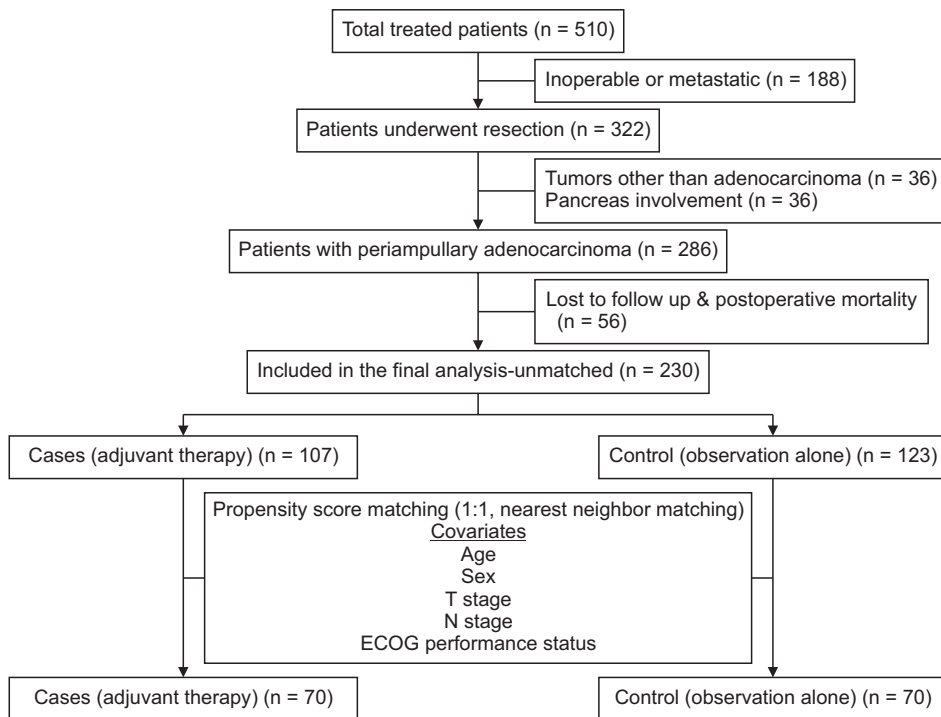 Total treated patients (n = 510)
Inoperable or metastatic (n = 188)
Patients underwent resection (n = 322)
Tumors other than adenocarcinoma (n = 36)
Pancreas involvement (n = 36)
Patients with periampullary adenocarcinoma (n = 286)
Lost to follow up & postoperative mortality
(n = 56)
Included in the final analysis-unmatched (n = 230)
Cases (adjuvant therapy) (n = 107)
Control (observation alone) (n = 123)
Propensity score matching (1:1, nearest neighbor matching)
Covariates
Age
Sex
T stage
N stage
ECOG performance status
Cases (adjuvant therapy) (n = 70)
Control (observation alone) (n = 70)